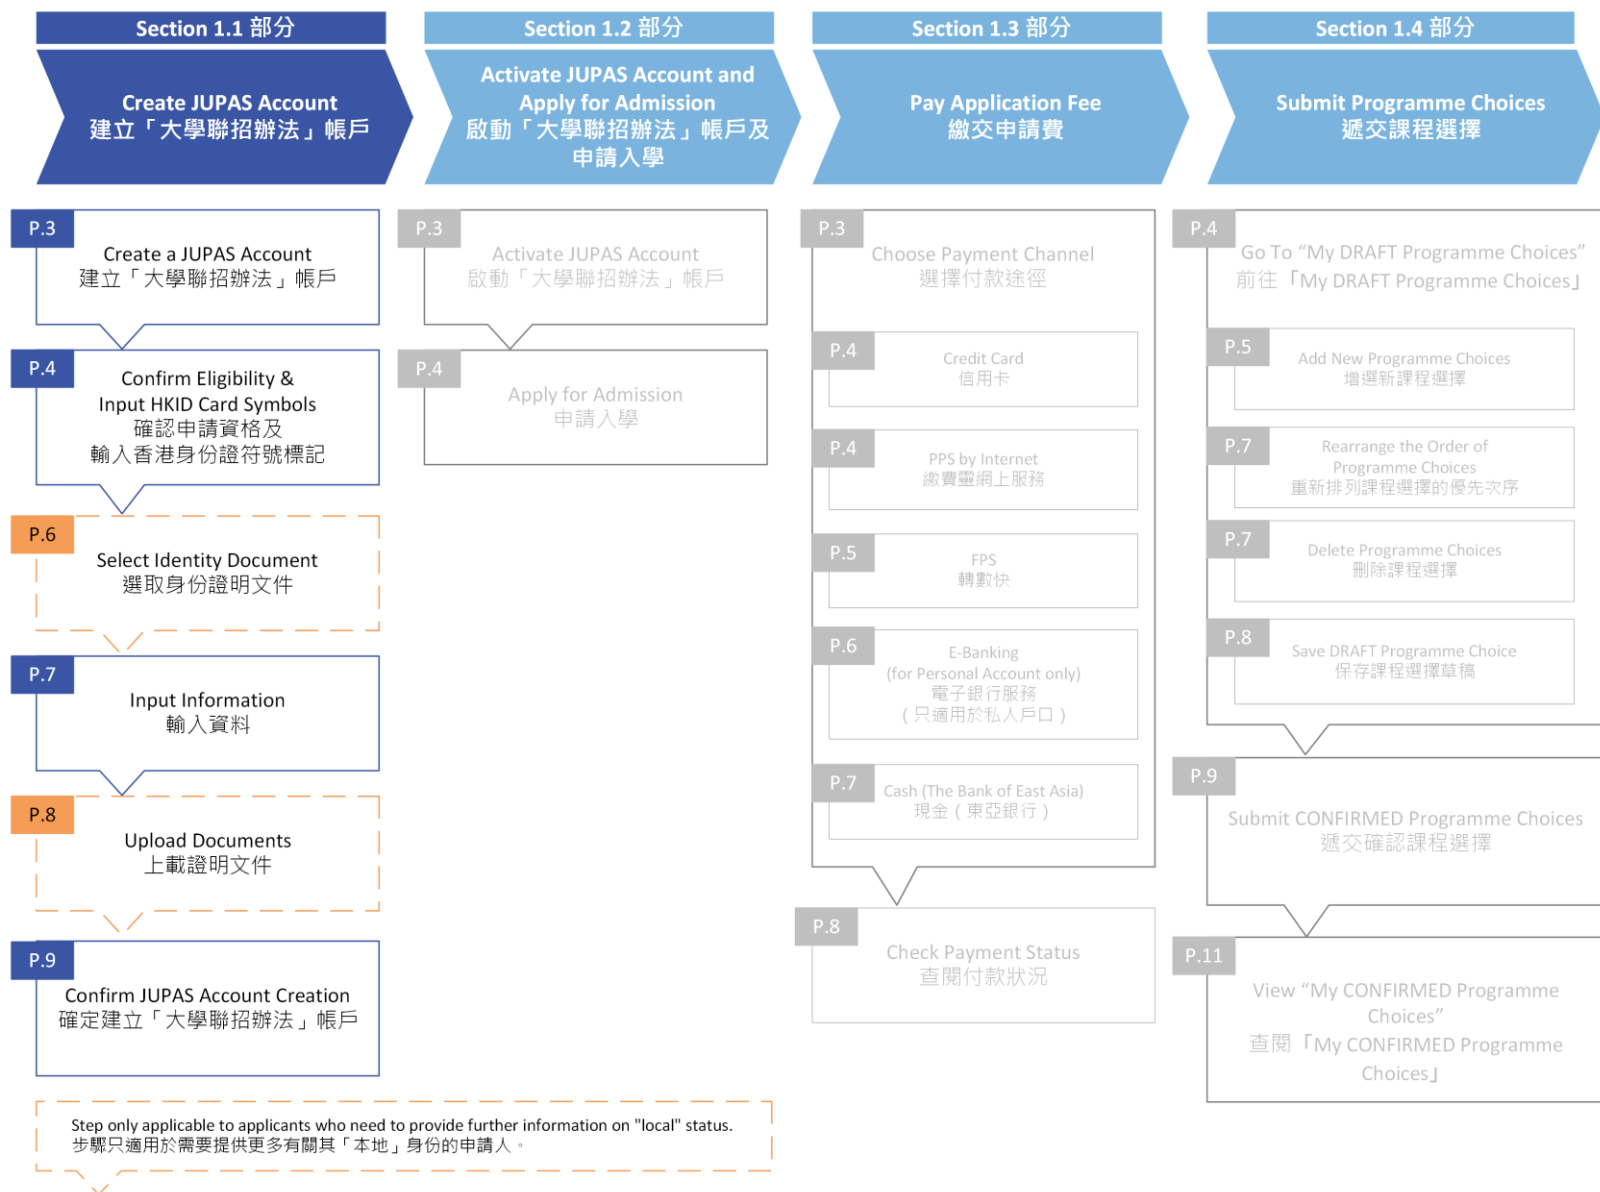 Section 1.1 部分
Create JUPAS Account
建立「大學聯招辦法」帳戶
P.3
Create a JUPAS Account
建立「大學聯招辦法」帳戶
P.4
Confirm Eligibility &
Input HKID Card Symbols
確認申請資格及
輸入香港身份證符號標記
P.6
Select Identity Document
選取身份證明文件
P.7
Input Information
輸入資料
P.8
Upload Documents
上載證明文件
P.9
Confirm JUPAS Account Creation
確定建立「大學聯招辦法」帳戶
Section 1.2 部分
Activate JUPAS Account and
Apply for Admission
啟動「大學聯招辦法」帳戶及
申請入學
P.3
Activate JUPAS Account
啟動「大學聯招辦法」帳戶
P.4
Apply for Admission
申請入學
Section 1.3 部分
Pay Application Fee
繳交申請費
P.3
Choose Payment Channel
選擇付款途徑
P.4
Credit Card
信用卡
P.4
PPS by Internet
繳費靈網上服務
P.5
FPS
轉數快
P.6
E-Banking
(for Personal Account only)
電子銀行服務
（只適用於私人戶口）
P.7
Cash (The Bank of East Asia)
現金（東亞銀行）
P.8
Check Payment Status
查閱付款狀況
Section 1.4 部分
Submit Programme Choices
遞交課程選擇
P.4
Go To “My DRAFT Programme Choices”
前往「My DRAFT Programme Choices」
P.5
Add New Programme Choices
增選新課程選擇
P.7
Rearrange the Order of
Programme Choices
重新排列課程選擇的優先次序
P.7
Delete Programme Choices
刪除課程選擇
P.8
Save DRAFT Programme Choice
保存課程選擇草稿
P.9
Submit CONFIRMED Programme Choices
遞交確認課程選擇
P.11
View “My CONFIRMED Programme
Choices”
查閱「My CONFIRMED Programme
Choices」
Step only applicable to applicants who need to provide further information on "local" status.
步驟只適用於需要提供更多有關其「本地」身份的申請人。